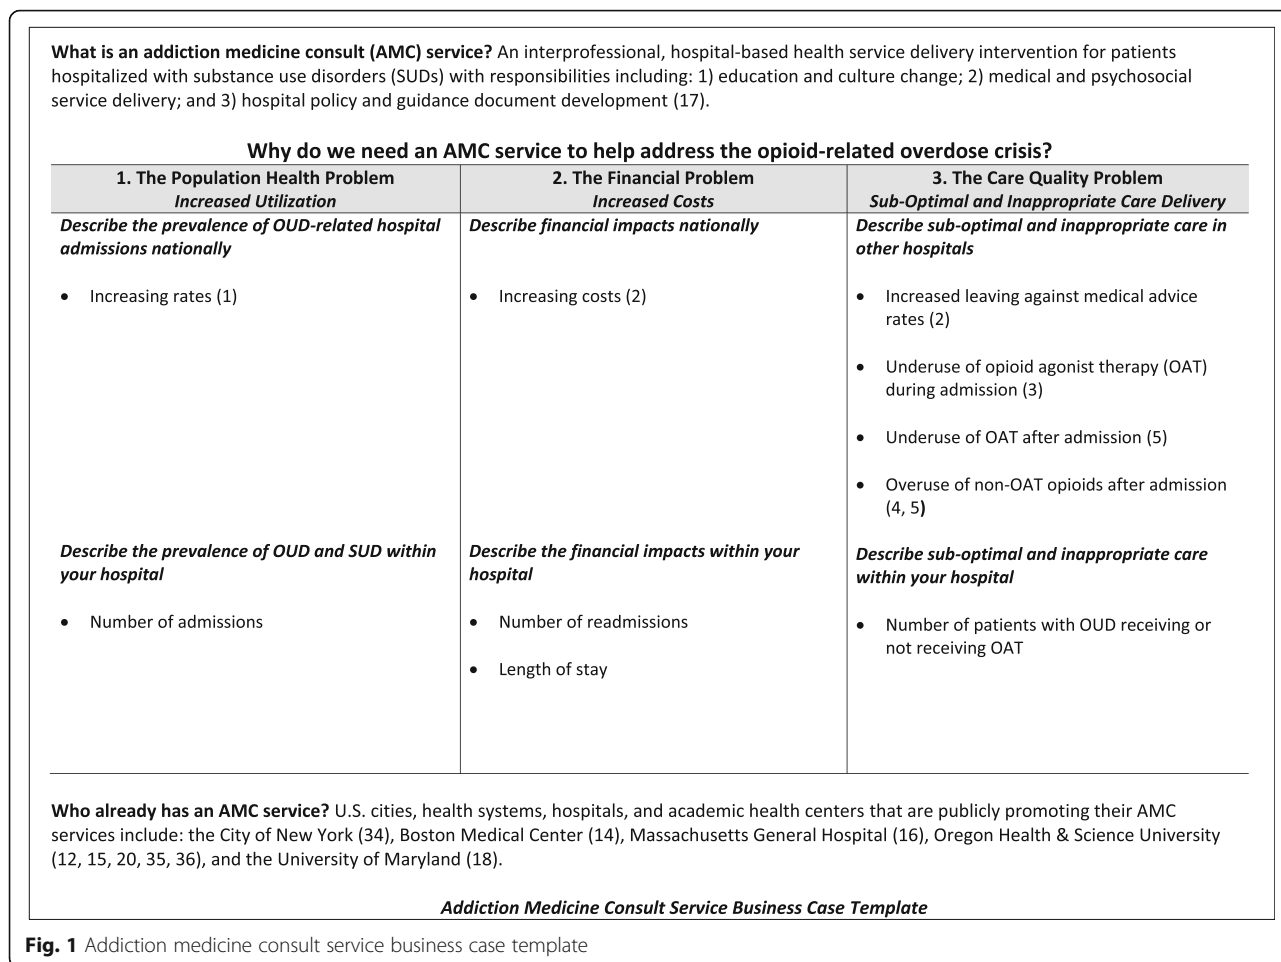 What is an addiction medicine consult (AMC) service? An interprofessional, hospital-based health service delivery intervention for patients
hospitalized with substance use disorders (SUDs) with responsibilities including: 1) education and culture change; 2) medical and psychosocial
service delivery; and 3) hospital policy and guidance document development (17).
Why do we need an AMC service to help address the opioid-related overdose crisis?
1. The Population Health Problem
Increased Utilization
2. The Financial Problem
Increased Costs
3. The Care Quality Problem
Sub-Optimal and Inappropriate Care Delivery
Describe the prevalence of OUD-related hospital
admissions nationally
• Increasing rates (1)
Describe financial impacts nationally
• Increasing costs (2)
Describe sub-optimal and inappropriate care in
other hospitals
• Increased leaving against medical advice
rates (2)
• Underuse of opioid agonist therapy (OAT)
during admission (3)
• Underuse of OAT after admission (5)
• Overuse of non-OAT opioids after admission
(4, 5)
Describe the prevalence of OUD and SUD within
your hospital
• Number of admissions
Describe the financial impacts within your
hospital
• Number of readmissions
• Length of stay
Describe sub-optimal and inappropriate care
within your hospital
• Number of patients with OUD receiving or
not receiving OAT
Who already has an AMC service? U.S. cities, health systems, hospitals, and academic health centers that are publicly promoting their AMC
services include: the City of New York (34), Boston Medical Center (14), Massachusetts General Hospital (16), Oregon Health & Science University
(12, 15, 20, 35, 36), and the University of Maryland (18).
Addiction Medicine Consult Service Business Case Template
Fig. 1 Addiction medicine consult service business case template